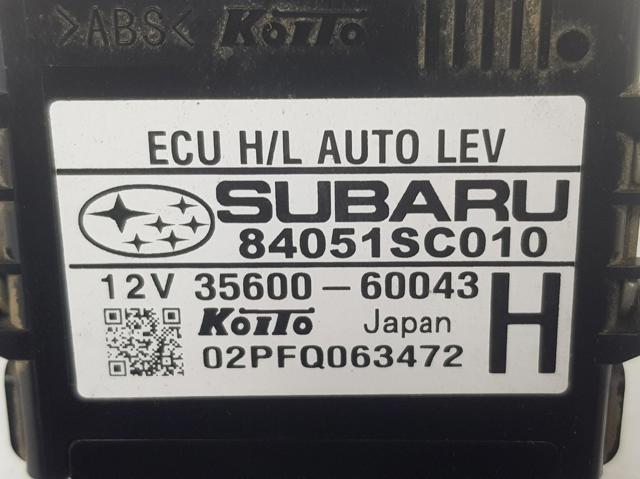 >ABS< KOITO
ECU H/L AUTO LEV
SUBARU
84051SC010
12V 35600-60043
KOITO Japan H
02PFQ063472